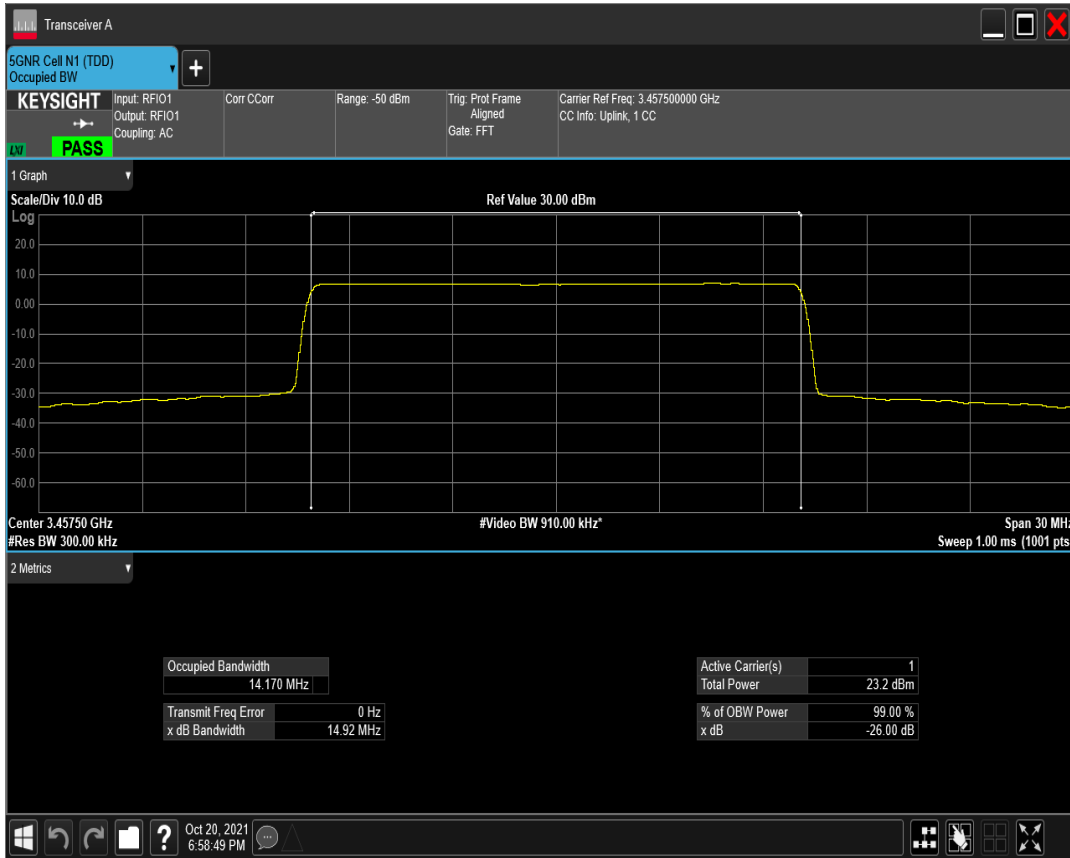 Transceiver A
5GNR Cell N1 (TDD)
Occupied BW
+
KEYSIGHT
LXI
PASS
Input: RFIO1
Output: RFIO1
Coupling: AC
Corr CCorr
Range: -50 dBm
Trig: Prot Frame
Aligned
Gate: FFT
Carrier Ref Freq: 3.457500000 GHz
CC Info: Uplink, 1 CC
1 Graph
Scale/Div 10.0 dB
Ref Value 30.00 dBm
Log
20.0
10.0
0.00
-10.0
-20.0
-30.0
-40.0
-50.0
-60.0
Center 3.45750 GHz
#Video BW 910.00 kHz*
Span 30 MHz
#Res BW 300.00 kHz
Sweep 1.00 ms (1001 pts
2 Metrics
Occupied Bandwidth
14.170 MHz
Transmit Freq Error 0 Hz
x dB Bandwidth 14.92 MHz
Active Carrier(s) 1
Total Power 23.2 dBm
% of OBW Power 99.00 %
x dB -26.00 dB
?
Oct 20, 2021
6:58:49 PM